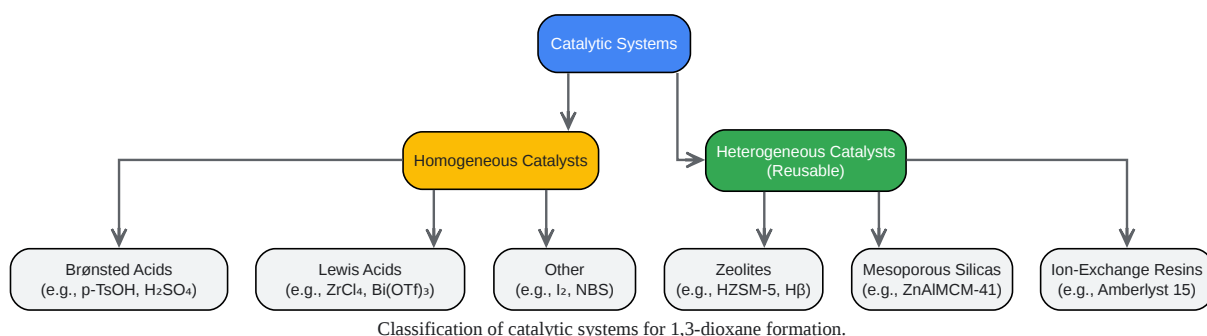 Catalytic Systems
Homogeneous Catalysts
Heterogeneous Catalysts
(Reusable)
Brønsted Acids
(e.g., p-TsOH, H₂SO₄)
Lewis Acids
(e.g., ZrCl₄, Bi(OTf)₃)
Other
(e.g., I₂, NBS)
Zeolites
(e.g., HZSM-5, Hβ)
Mesoporous Silicas
(e.g., ZnAlMCM-41)
Ion-Exchange Resins
(e.g., Amberlyst 15)
Classification of catalytic systems for 1,3-dioxane formation.